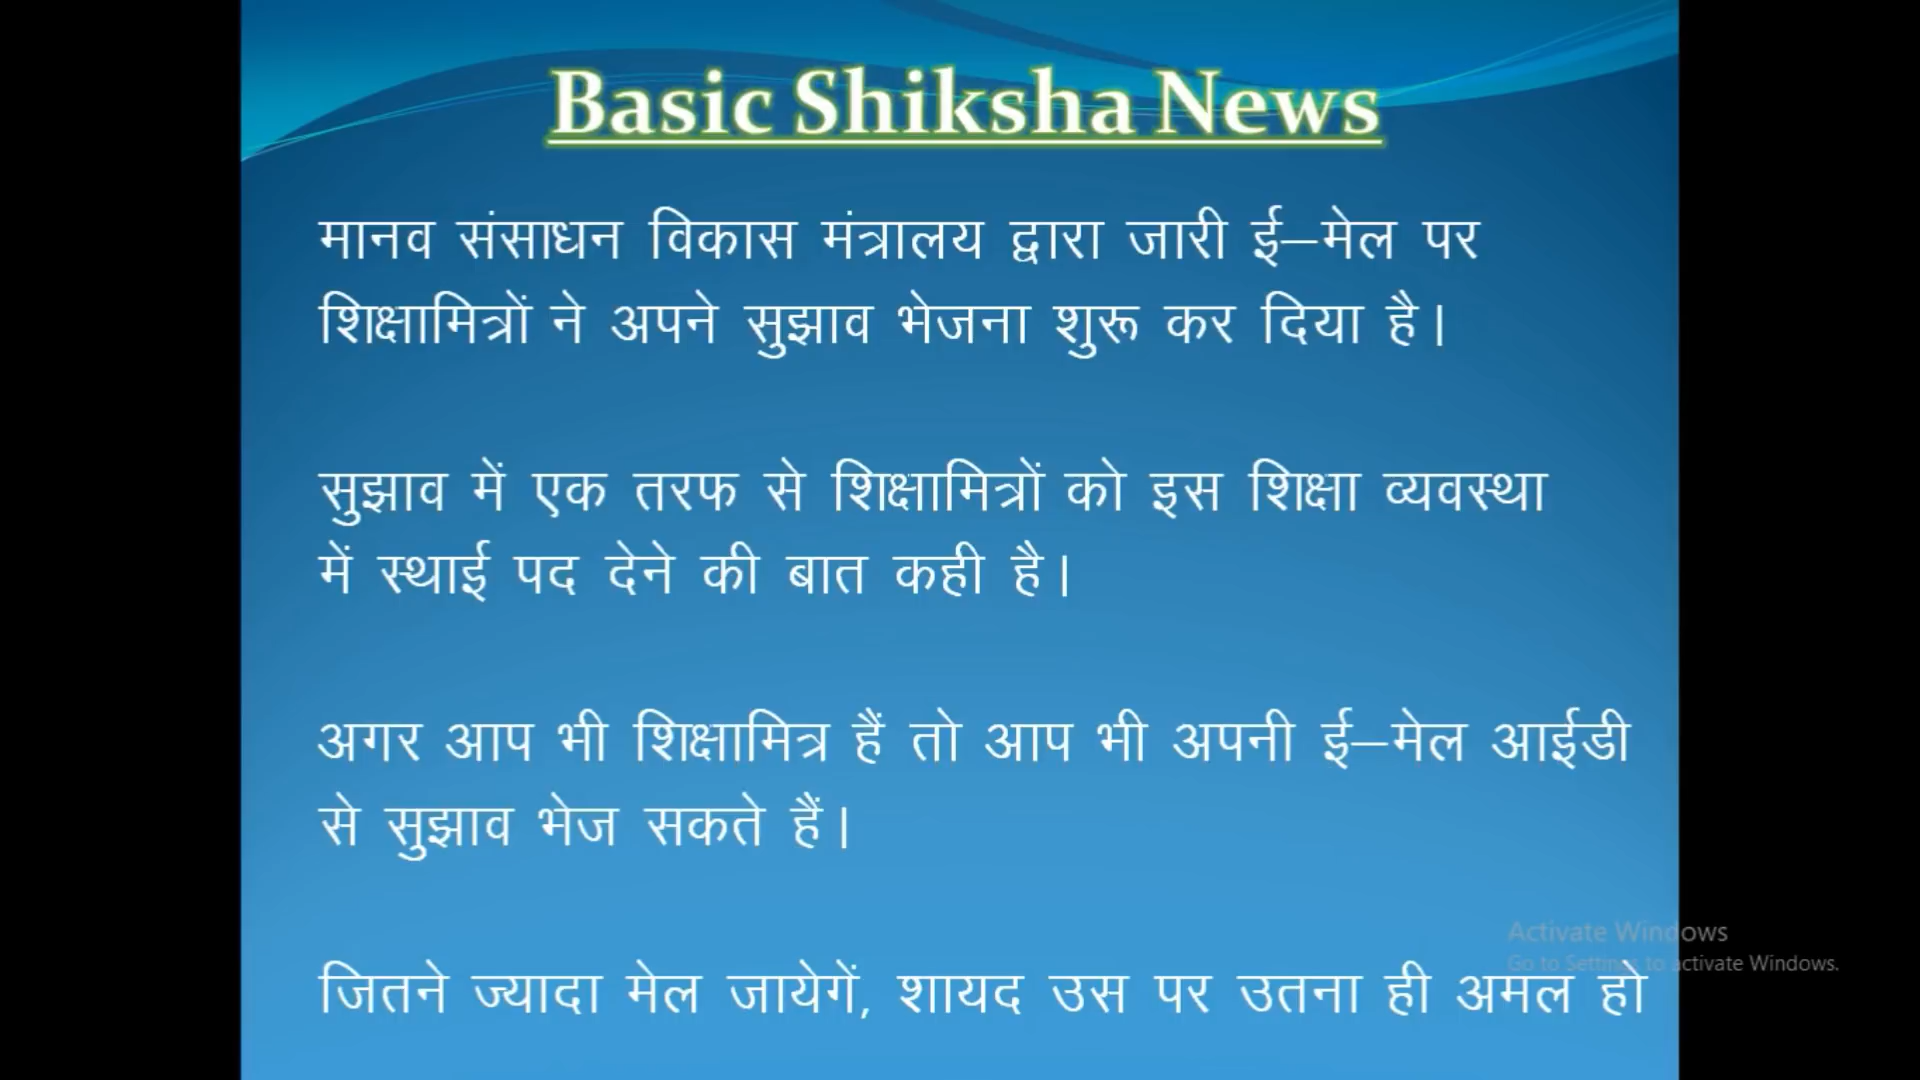 Basic Shiksha News
मानव संसाधन विकास मंत्रालय द्वारा जारी ई–मेल पर
शिक्षामित्रों ने अपने सुझाव भेजना शुरू कर दिया है।
सुझाव में एक तरफ से शिक्षामित्रों को इस शिक्षा व्यवस्था
में स्थाई पद देने की बात कही है।
अगर आप भी शिक्षामित्र हैं तो आप भी अपनी ई–मेल आईडी
से सुझाव भेज सकते हैं।
Activate Windows
Go to Settings to activate Windows.
जितने ज्यादा मेल जायेगें, शायद उस पर उतना ही अमल हो